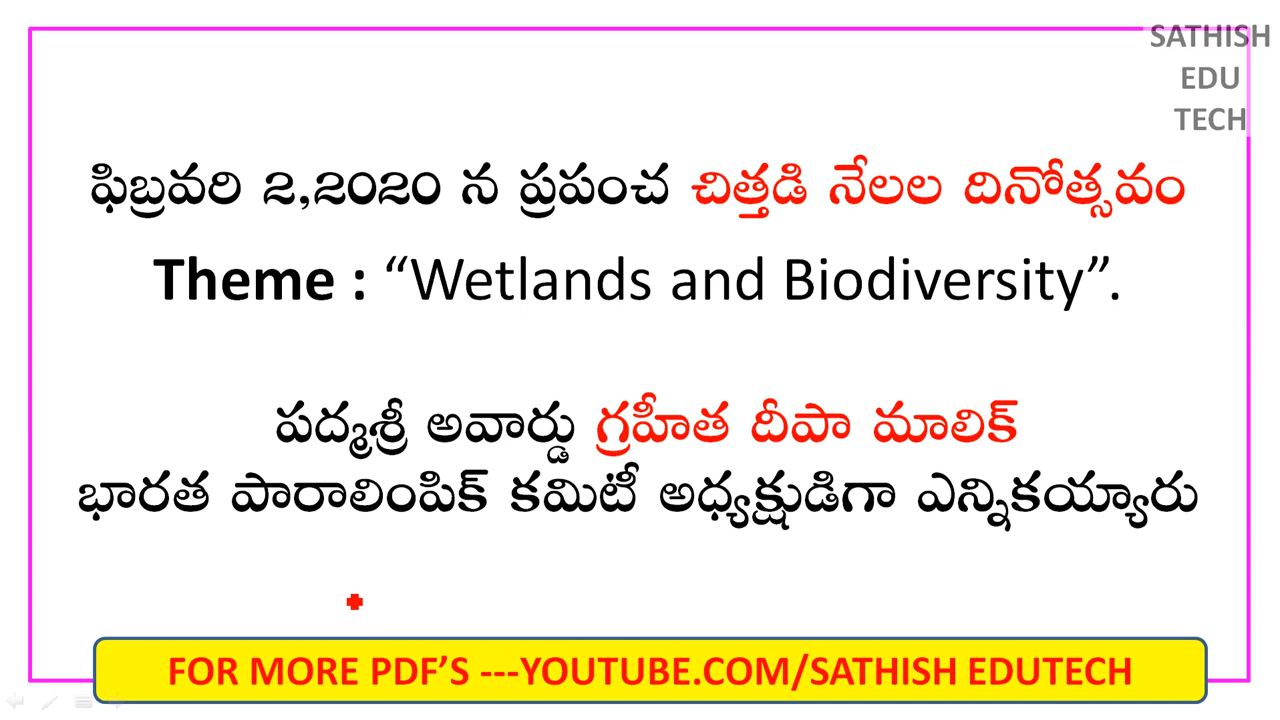 SATHISH
EDU
TECH
ఫిబ్రవరి 2,2020 న ప్రపంచ చిత్తడి నేలల దినోత్సవం
Theme : “Wetlands and Biodiversity”.
పద్మశ్రీ అవార్డు గ్రహీత దీపా మాలిక్
భారత పారాలింపిక్ కమిటీ అధ్యక్షుడిగా ఎన్నికయ్యారు
FOR MORE PDF’S ---YOUTUBE.COM/SATHISH EDUTECH